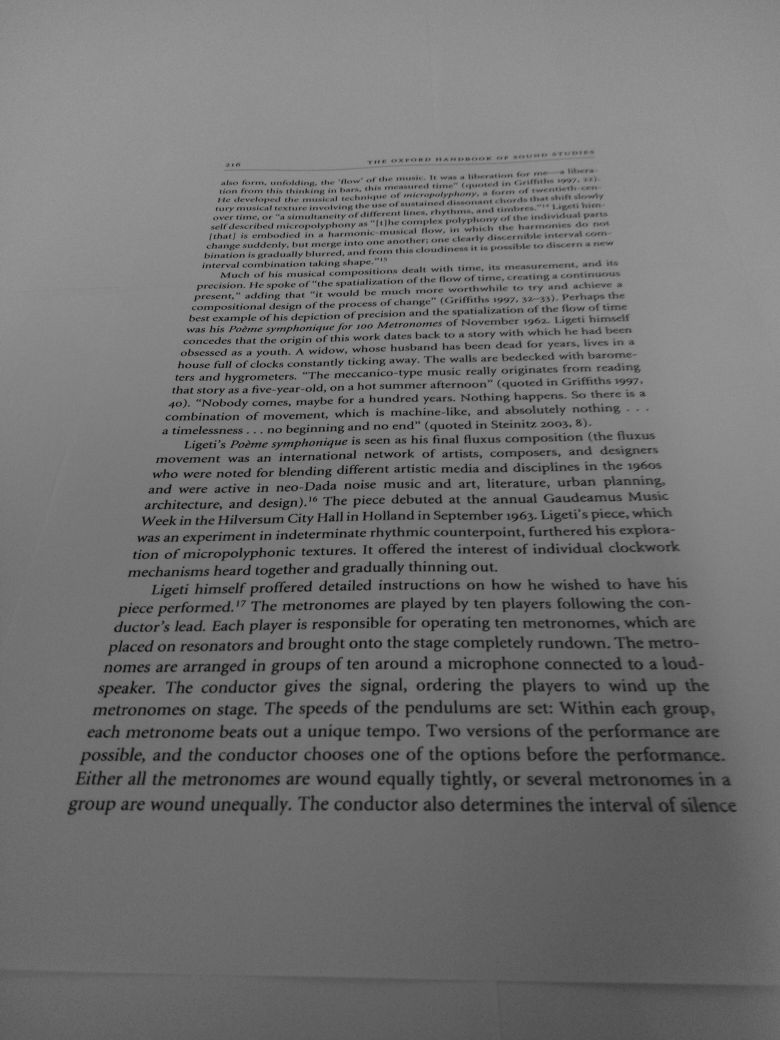 216 THE OXFORD HANDBOOK OF SOUND STUDIES
also form, unfolding, the 'flow' of the music. It was a liberation for me—a libera-
tion from this thinking in bars, this measured time" (quoted in Griffiths 1997, 22).
He developed the musical technique of micropolyphony, a form of twentieth-cen-
tury musical texture involving the use of sustained dissonant chords that shift slowly
over time, or "a simultaneity of different lines, rhythms, and timbres."14 Ligeti him-
self described micropolyphony as "[t]he complex polyphony of the individual parts
[that] is embodied in a harmonic-musical flow, in which the harmonies do not
change suddenly, but merge into one another; one clearly discernible interval com-
bination is gradually blurred, and from this cloudiness it is possible to discern a new
interval combination taking shape."15
Much of his musical compositions dealt with time, its measurement, and its
precision. He spoke of "the spatialization of the flow of time, creating a continuous
present," adding that "it would be much more worthwhile to try and achieve a
compositional design of the process of change" (Griffiths 1997, 32–33). Perhaps the
best example of his depiction of precision and the spatialization of the flow of time
was his Poème symphonique for 100 Metronomes of November 1962. Ligeti himself
concedes that the origin of this work dates back to a story with which he had been
obsessed as a youth. A widow, whose husband has been dead for years, lives in a
house full of clocks constantly ticking away. The walls are bedecked with barome-
ters and hygrometers. "The meccanico-type music really originates from reading
that story as a five-year-old, on a hot summer afternoon" (quoted in Griffiths 1997,
40). "Nobody comes, maybe for a hundred years. Nothing happens. So there is a
combination of movement, which is machine-like, and absolutely nothing . . .
a timelessness . . . no beginning and no end" (quoted in Steinitz 2003, 8).
Ligeti's Poème symphonique is seen as his final fluxus composition (the fluxus
movement was an international network of artists, composers, and designers
who were noted for blending different artistic media and disciplines in the 1960s
and were active in neo-Dada noise music and art, literature, urban planning,
architecture, and design).16 The piece debuted at the annual Gaudeamus Music
Week in the Hilversum City Hall in Holland in September 1963. Ligeti's piece, which
was an experiment in indeterminate rhythmic counterpoint, furthered his explora-
tion of micropolyphonic textures. It offered the interest of individual clockwork
mechanisms heard together and gradually thinning out.
Ligeti himself proffered detailed instructions on how he wished to have his
piece performed.17 The metronomes are played by ten players following the con-
ductor's lead. Each player is responsible for operating ten metronomes, which are
placed on resonators and brought onto the stage completely rundown. The metro-
nomes are arranged in groups of ten around a microphone connected to a loud-
speaker. The conductor gives the signal, ordering the players to wind up the
metronomes on stage. The speeds of the pendulums are set: Within each group,
each metronome beats out a unique tempo. Two versions of the performance are
possible, and the conductor chooses one of the options before the performance.
Either all the metronomes are wound equally tightly, or several metronomes in a
group are wound unequally. The conductor also determines the interval of silence